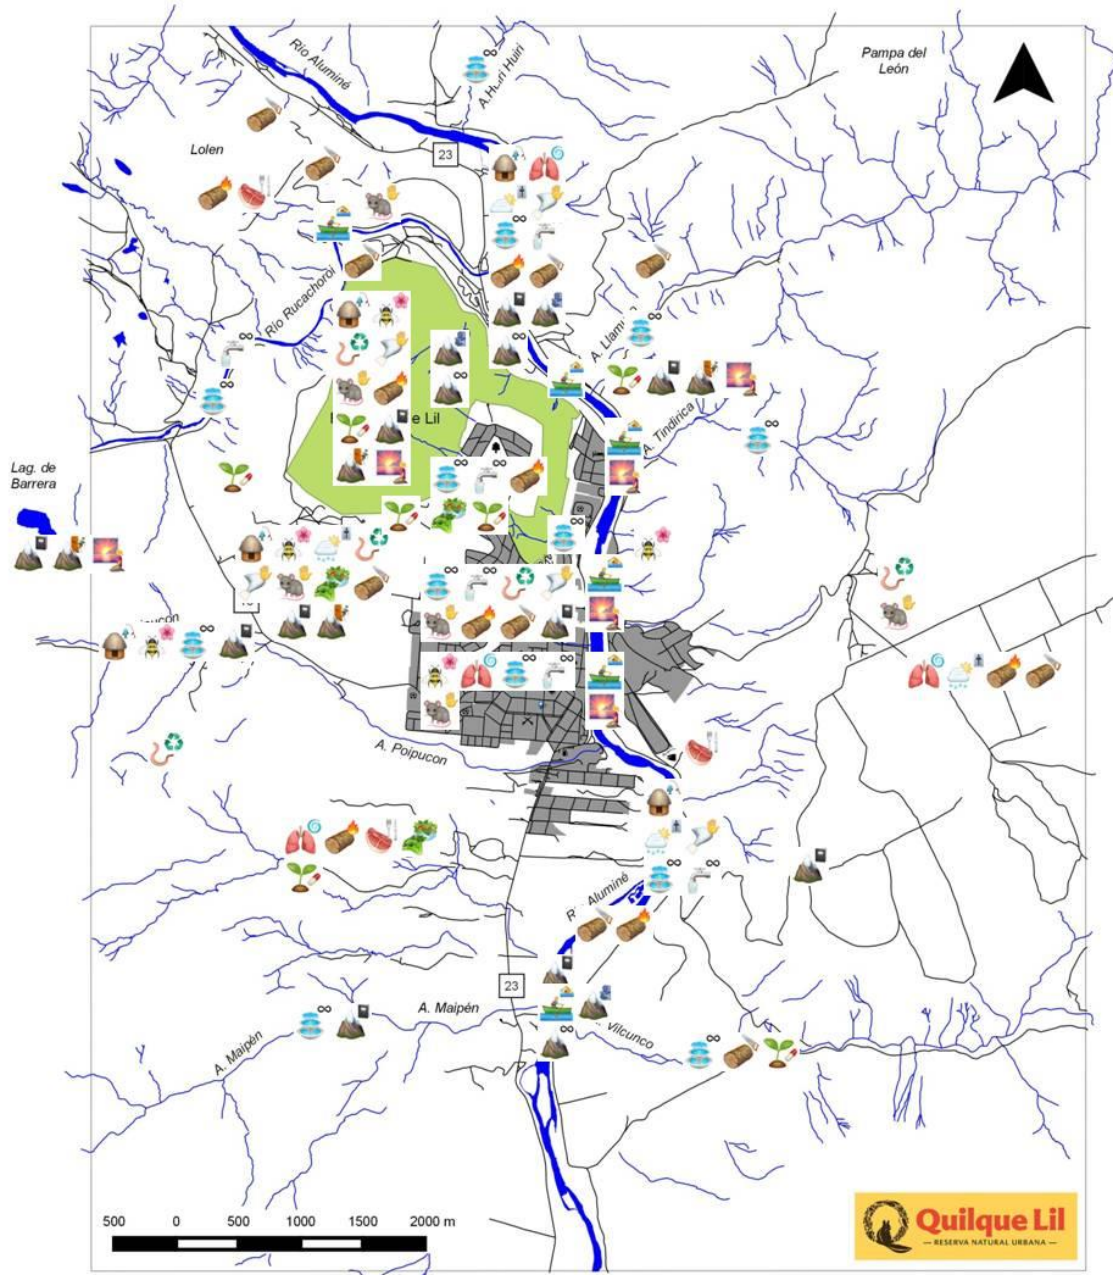 Río Aluminé
A. Huiri Huiri
Pampa del
León
Lolen
23
Río Rucachoroi
A. Llam
A. Tindirica
e Lil
Lag. de
Barrera
A. Poipucon
Río Aluminé
23
A. Maipén
A. Maipén
Vilcunco
500 0 500 1000 1500 2000 m
Quilque Lil
— RESERVA NATURAL URBANA —